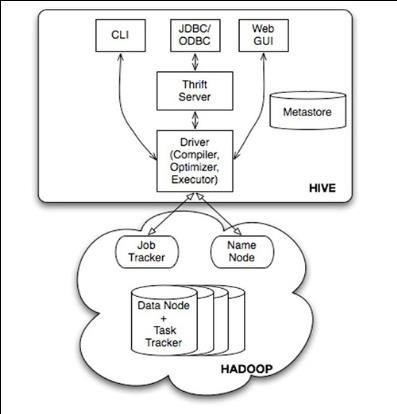 CLI
JDBC/
ODBC
Web
GUI
Thrift
Server
Metastore
Driver
(Compiler,
Optimizer,
Executor)
HIVE
Job
Tracker
Name
Node
Data Node
+
Task
Tracker
HADOOP